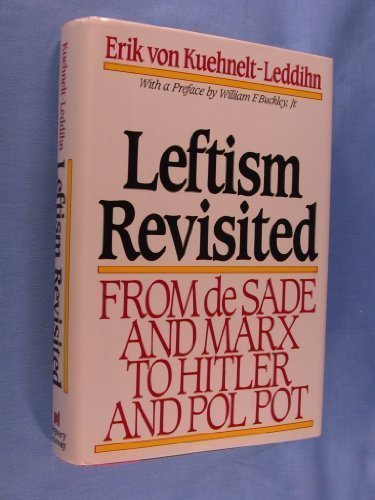 Erik von Kuehnelt-Leddihn
With a Preface by William F. Buckley, Jr.
Leftism
Revisited
FROM de SADE
AND MARX
TO HITLER
AND POL POT
Kuehnelt-Leddihn
Leftism Revisited